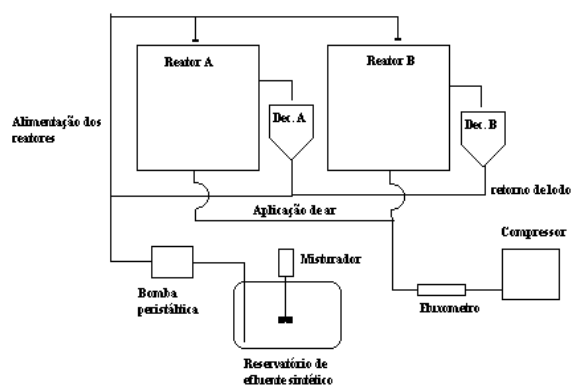 Reator A
Reator B
Alimentação dos
reatores
Dec. A
Dec. B
retorno de lodo
Aplicação de ar
Compressor
Misturador
Bomba
peristáltica
Fluxometro
Reservatório de
efluente sintético